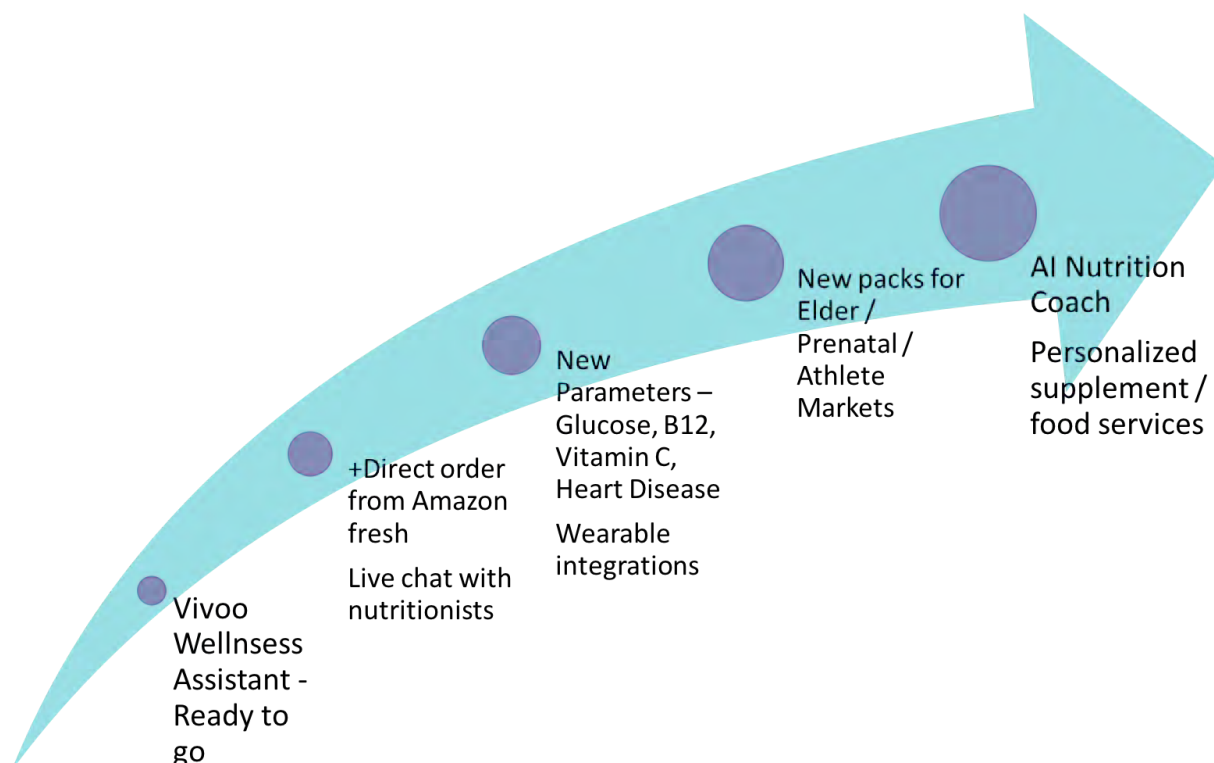 Vivoo
Wellnsess
Assistant -
Ready to
go
+Direct order
from Amazon
fresh
Live chat with
nutritionists
New
Parameters –
Glucose, B12,
Vitamin C,
Heart Disease
Wearable
integrations
New packs for
Elder /
Prenatal /
Athlete
Markets
AI Nutrition
Coach
Personalized
supplement /
food services